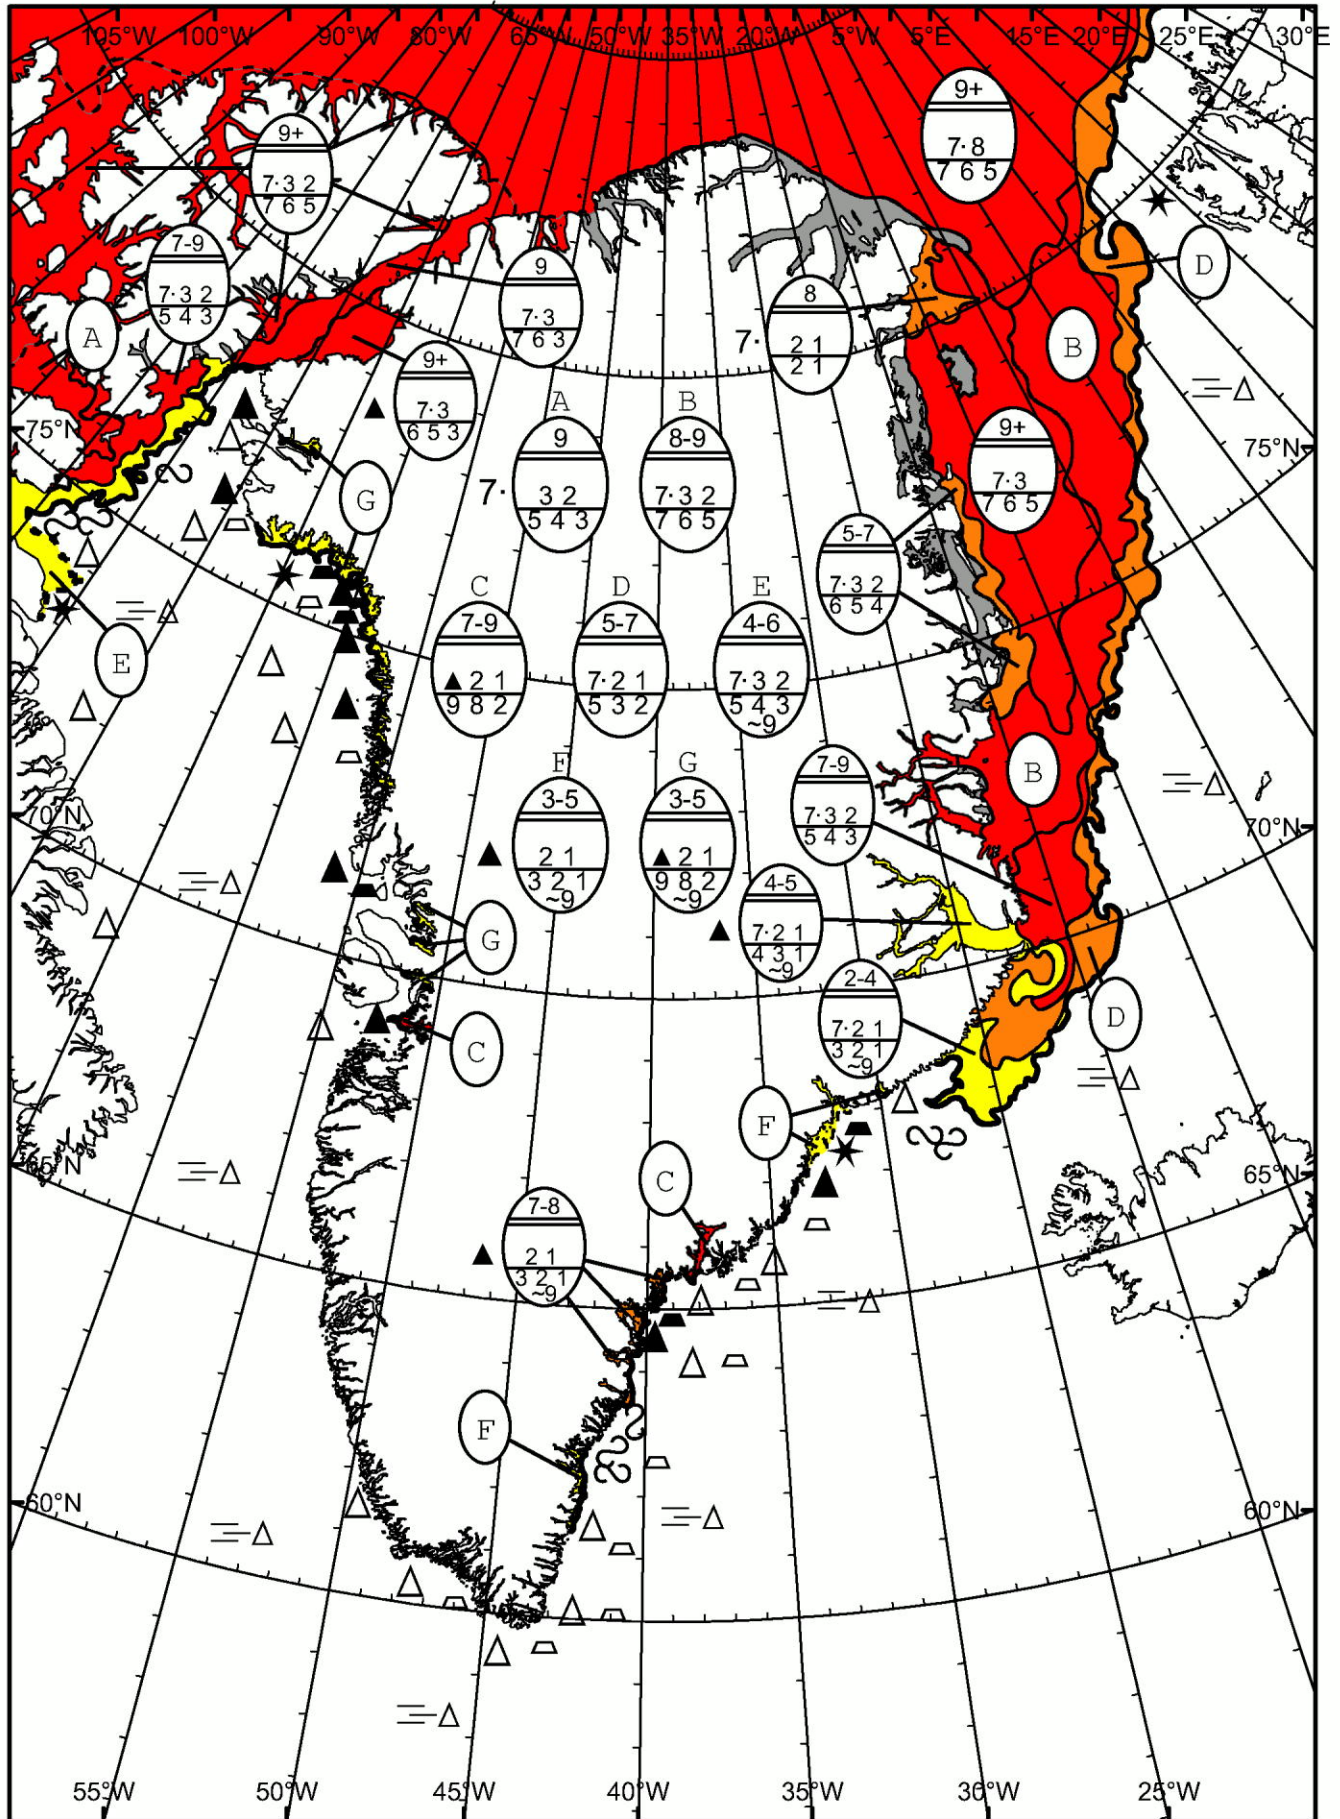 105°W 100°W 90°W 80°W 65°W 50°W 35°W 20°W 5°W 5°E 15°E 20°E 25°E 30°E
9+
7·8
7 6 5
9+
7·3 2
7 6 5
7-9
7·3 2
5 4 3
A
D
9
7·3
7 6 3
8
7·
2 1
2 1
B
9+
7·3
6 5 3
75°N
75°N
A
9
7·
3 2
5 4 3
B
8-9
7·3 2
7 6 5
9+
7·3
7 6 5
G
5-7
7·3 2
6 5 4
C
7-9
2 1
9 8 2
D
5-7
7·2 1
5 3 2
E
4-6
7·3 2
5 4 3
~9
E
F
3-5
2 1
3 2 1
~9
G
3-5
2 1
9 8 2
~9
7-9
7·3 2
5 4 3
B
70°N
70°N
4-5
7·2 1
4 3 1
~9
G
2-4
7·2 1
3 2 1
~9
D
C
F
65°N
65°N
C
7-8
2 1
3 2 1
~9
F
60°N
60°N
55°W 50°W 45°W 40°W 35°W 30°W 25°W